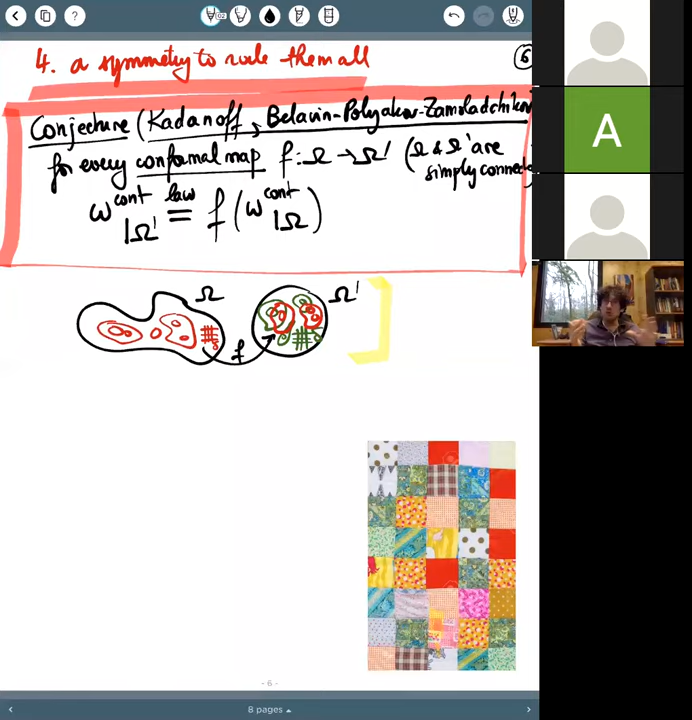 4. a symmetry to rule them all
6
Conjecture (Kadanoff, Belavin-Polyakov-Zamolodchikov
for every conformal map f: Ω → Ω' (Ω & Ω' are
simply connected
ω^cont_|Ω' law= f(ω^cont_|Ω)
Ω
Ω'
f
A
- 6 -
8 pages